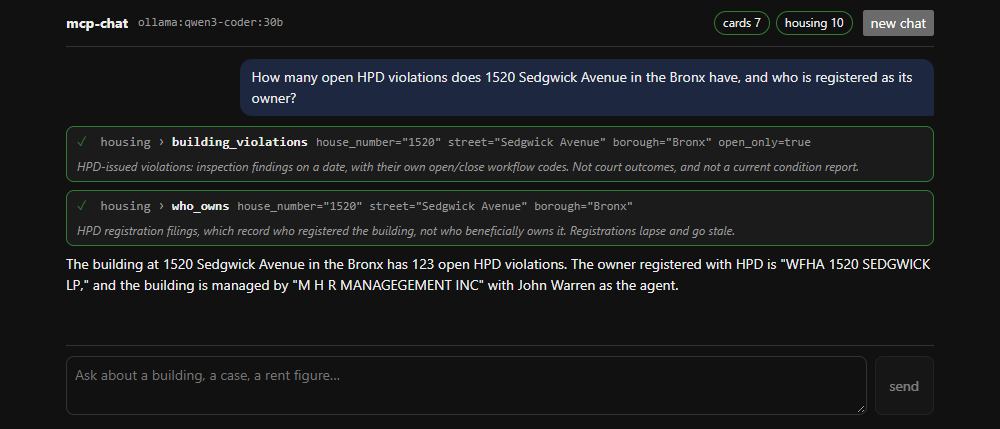 mcp-chat ollama:qwen3-coder:30b cards 7 housing 10 new chat
How many open HPD violations does 1520 Sedgwick Avenue in the Bronx have, and who is registered as its
owner?
✓ housing › building_violations house_number="1520" street="Sedgwick Avenue" borough="Bronx" open_only=true
HPD-issued violations: inspection findings on a date, with their own open/close workflow codes. Not court outcomes, and not a current condition report.
✓ housing › who_owns house_number="1520" street="Sedgwick Avenue" borough="Bronx"
HPD registration filings, which record who registered the building, not who beneficially owns it. Registrations lapse and go stale.
The building at 1520 Sedgwick Avenue in the Bronx has 123 open HPD violations. The owner registered with HPD is "WFHA 1520 SEDGWICK
LP," and the building is managed by "M H R MANAGEGEMENT INC" with John Warren as the agent.
Ask about a building, a case, a rent figure...
send